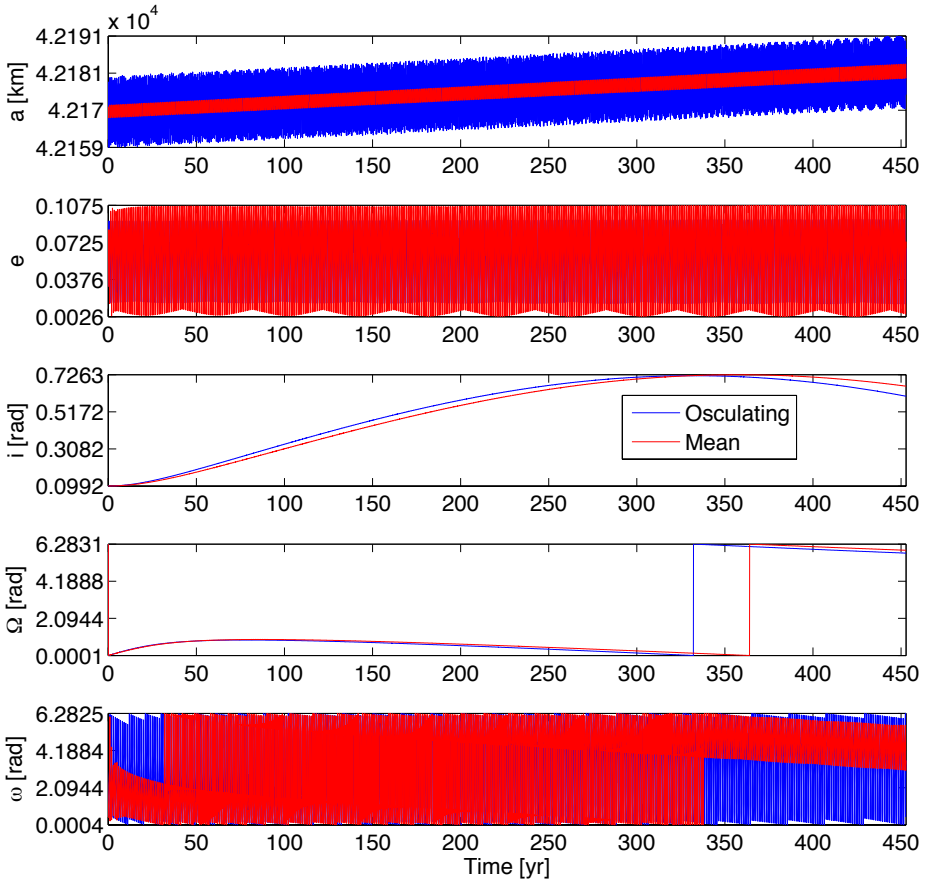 x 10^4
4.2191
4.2181
4.217
4.2159
a [km]
0 50 100 150 200 250 300 350 400 450
0.1075
0.0725
0.0376
0.0026
e
0 50 100 150 200 250 300 350 400 450
0.7263
0.5172
0.3082
0.0992
i [rad]
Osculating
Mean
0 50 100 150 200 250 300 350 400 450
6.2831
4.1888
2.0944
0.0001
Ω [rad]
0 50 100 150 200 250 300 350 400 450
6.2825
4.1884
2.0944
0.0004
ω [rad]
0 50 100 150 200 250 300 350 400 450
Time [yr]